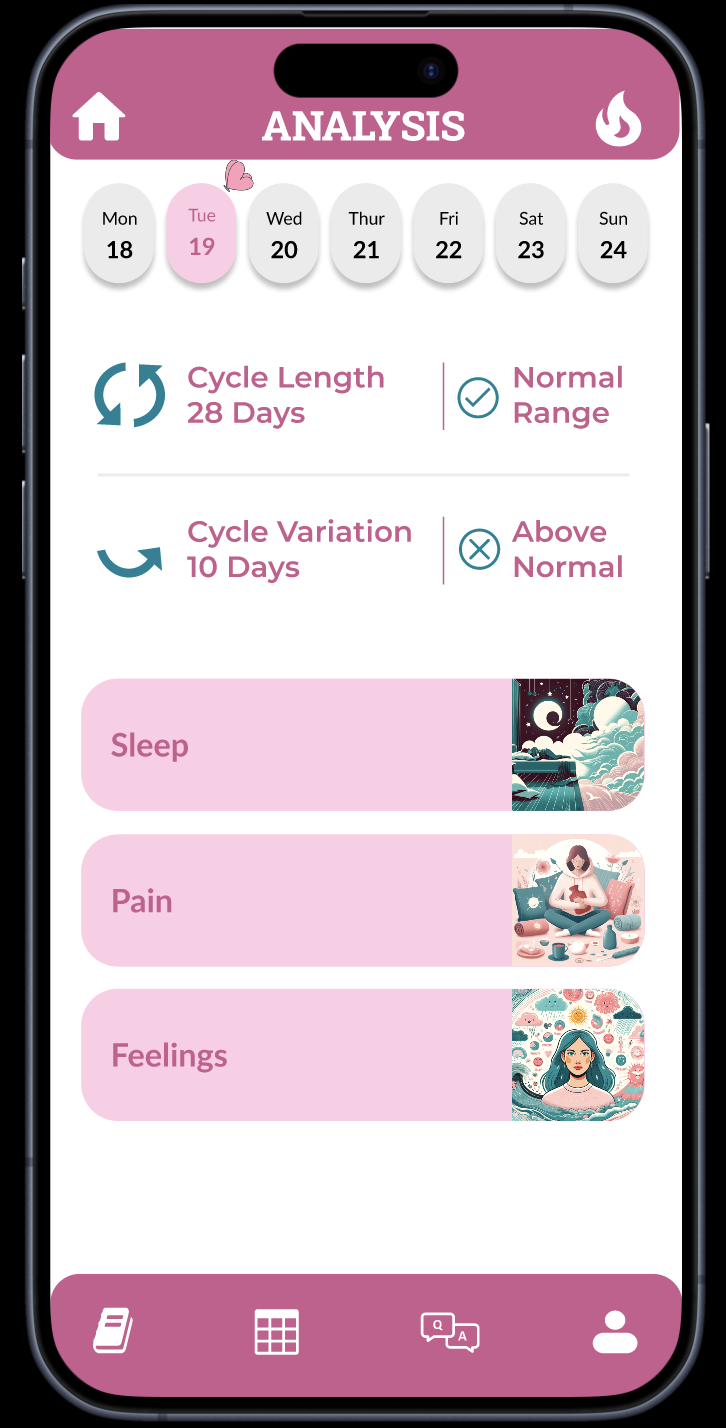 ANALYSIS
Mon Tue Wed Thur Fri Sat Sun
18 19 20 21 22 23 24
Cycle Length
28 Days
Normal
Range
Cycle Variation
10 Days
Above
Normal
Sleep
Pain
Feelings
Q
A